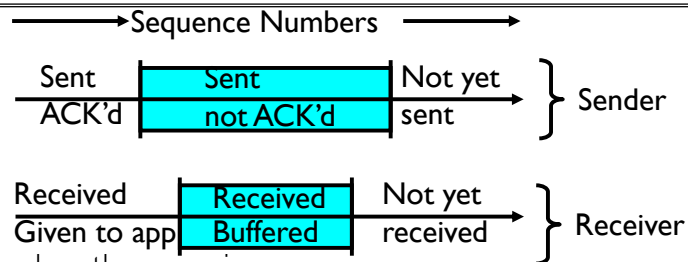 Sequence Numbers
Sent Sent Not yet
ACK’d not ACK’d sent
Sender
Received Received Not yet
Given to app Buffered received
Receiver